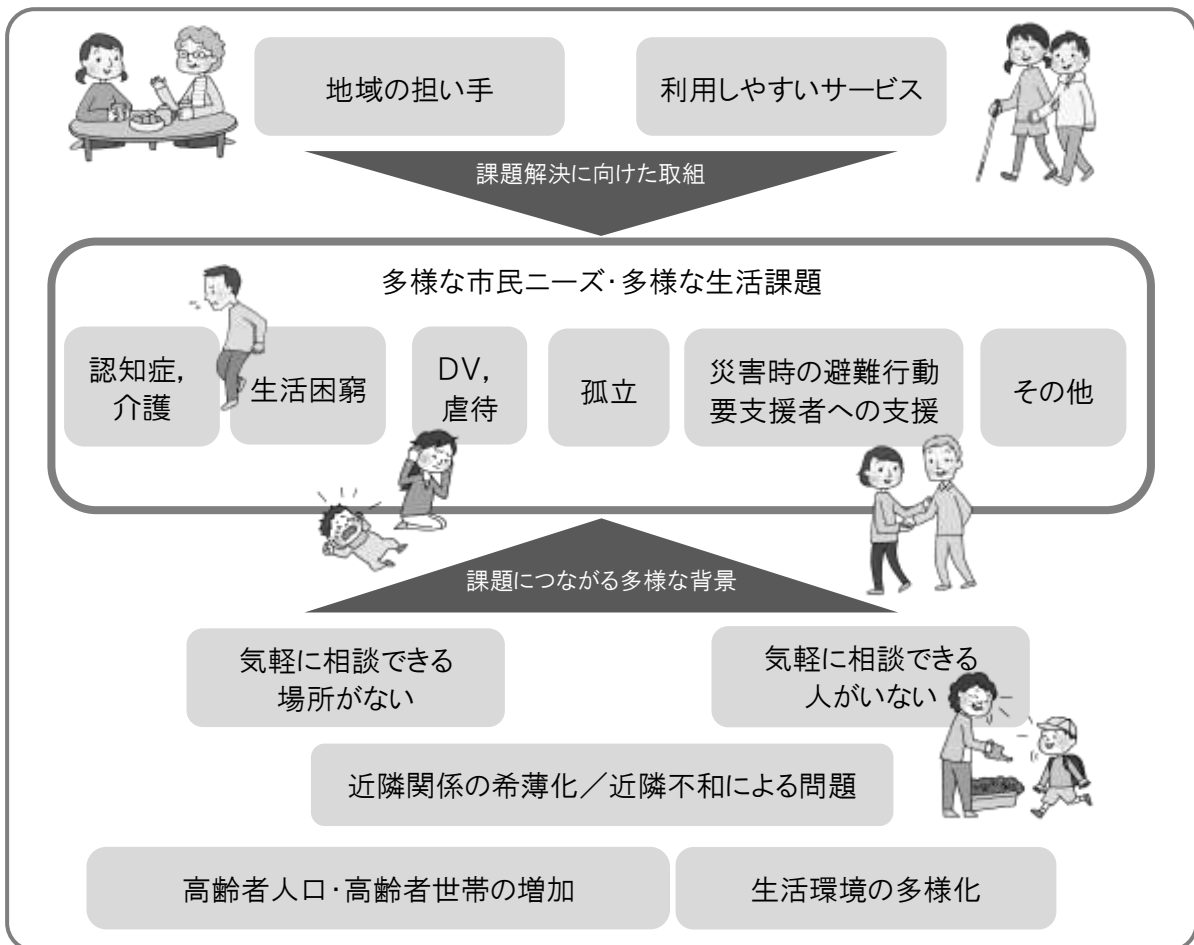 地域の担い手
利用しやすいサービス
課題解決に向けた取組
多様な市民ニーズ・多様な生活課題
認知症，
介護
生活困窮
DV，
虐待
孤立
災害時の避難行動
要支援者への支援
その他
課題につながる多様な背景
気軽に相談できる
場所がない
気軽に相談できる
人がいない
近隣関係の希薄化／近隣不和による問題
高齢者人口・高齢者世帯の増加
生活環境の多様化